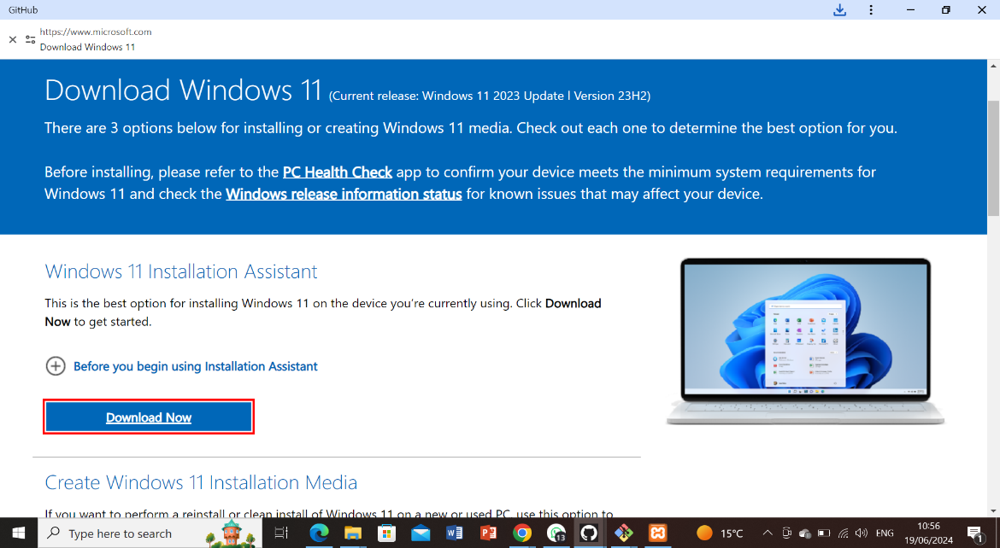 GitHub
https://www.microsoft.com
Download Windows 11
Download Windows 11 (Current release: Windows 11 2023 Update l Version 23H2)
There are 3 options below for installing or creating Windows 11 media. Check out each one to determine the best option for you.
Before installing, please refer to the PC Health Check app to confirm your device meets the minimum system requirements for
Windows 11 and check the Windows release information status for known issues that may affect your device.
Windows 11 Installation Assistant
This is the best option for installing Windows 11 on the device you're currently using. Click Download
Now to get started.
Before you begin using Installation Assistant
Download Now
Create Windows 11 Installation Media
If you want to perform a reinstall or clean install of Windows 11 on a new or used PC, use this option to
Type here to search
13
15°C
ENG
10:56
19/06/2024
1